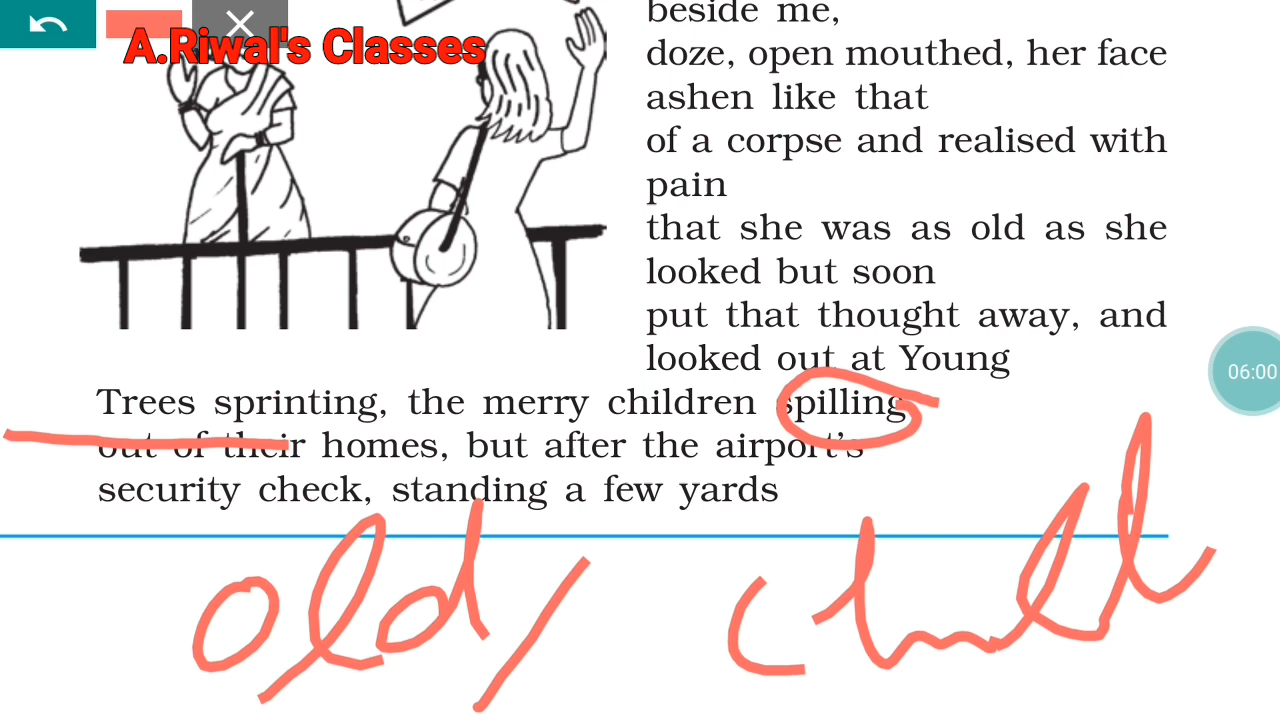 A.Riwal's Classes
beside me,
doze, open mouthed, her face
ashen like that
of a corpse and realised with
pain
that she was as old as she
looked but soon
put that thought away, and
looked out at Young
Trees sprinting, the merry children spilling
out of their homes, but after the airport's
security check, standing a few yards
06:00
old/